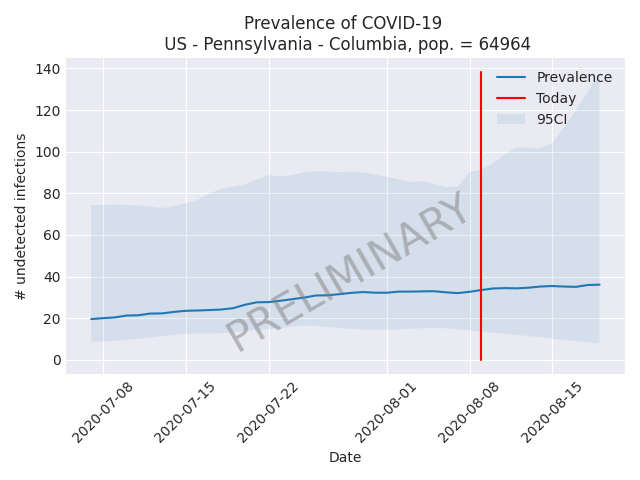 Prevalence of COVID-19
US - Pennsylvania - Columbia, pop. = 64964
140
120
100
80
60
40
20
0
# undetected infections
Prevalence
Today
95CI
PRELIMINARY
2020-07-08
2020-07-15
2020-07-22
2020-08-01
2020-08-08
2020-08-15
Date